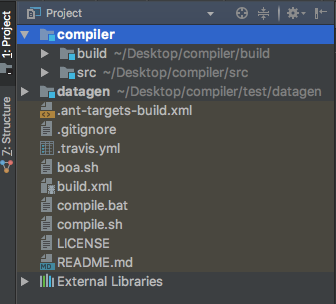 Project
1: Project
Z: Structure
compiler
build ~/Desktop/compiler/build
src ~/Desktop/compiler/src
datagen ~/Desktop/compiler/test/datagen
.ant-targets-build.xml
.gitignore
.travis.yml
boa.sh
build.xml
compile.bat
compile.sh
LICENSE
README.md
External Libraries